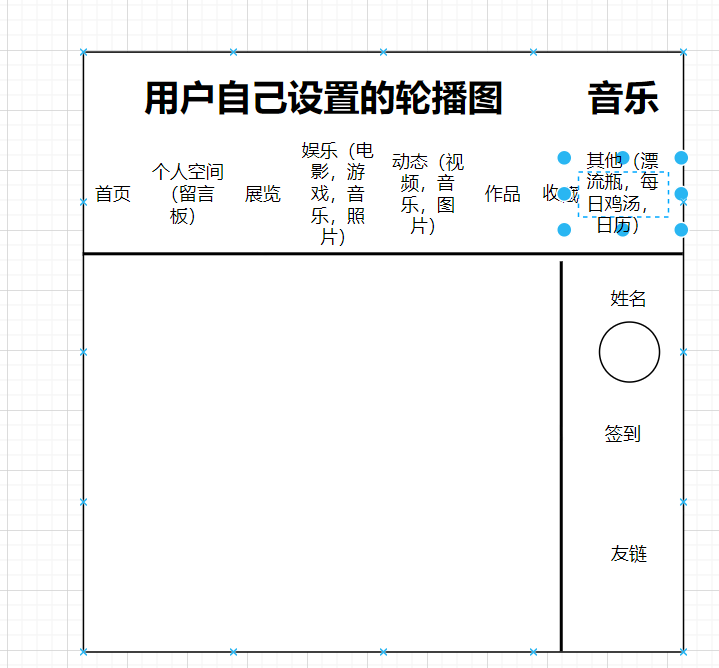 用户自己设置的轮播图
音乐
首页
个人空间
（留言
板）
展览
娱乐（电
影，游
戏，音
乐，照
片）
动态（视
频，音
乐，图
片）
作品
收藏
其他（漂
流瓶，每
日鸡汤，
日历）
姓名
签到
友链